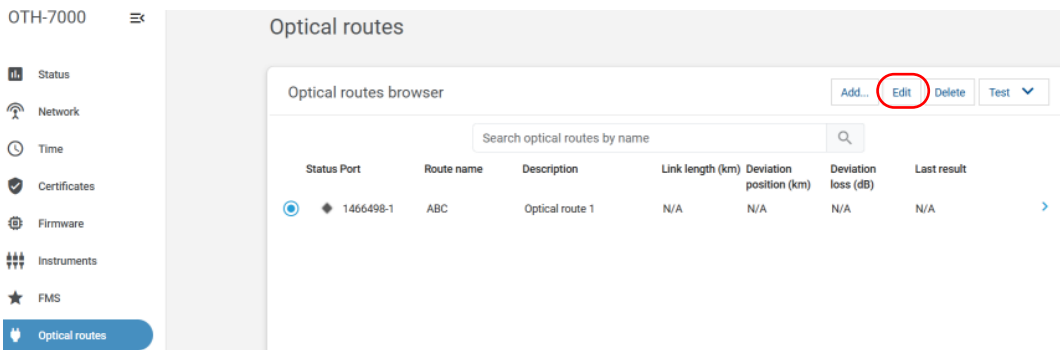 OTH-7000
Optical routes
Status
Network
Time
Certificates
Firmware
Instruments
FMS
Optical routes
Optical routes browser
Add... Edit Delete Test
Search optical routes by name
Status Port Route name Description Link length (km) Deviation position (km) Deviation loss (dB) Last result
1466498-1 ABC Optical route 1 N/A N/A N/A N/A